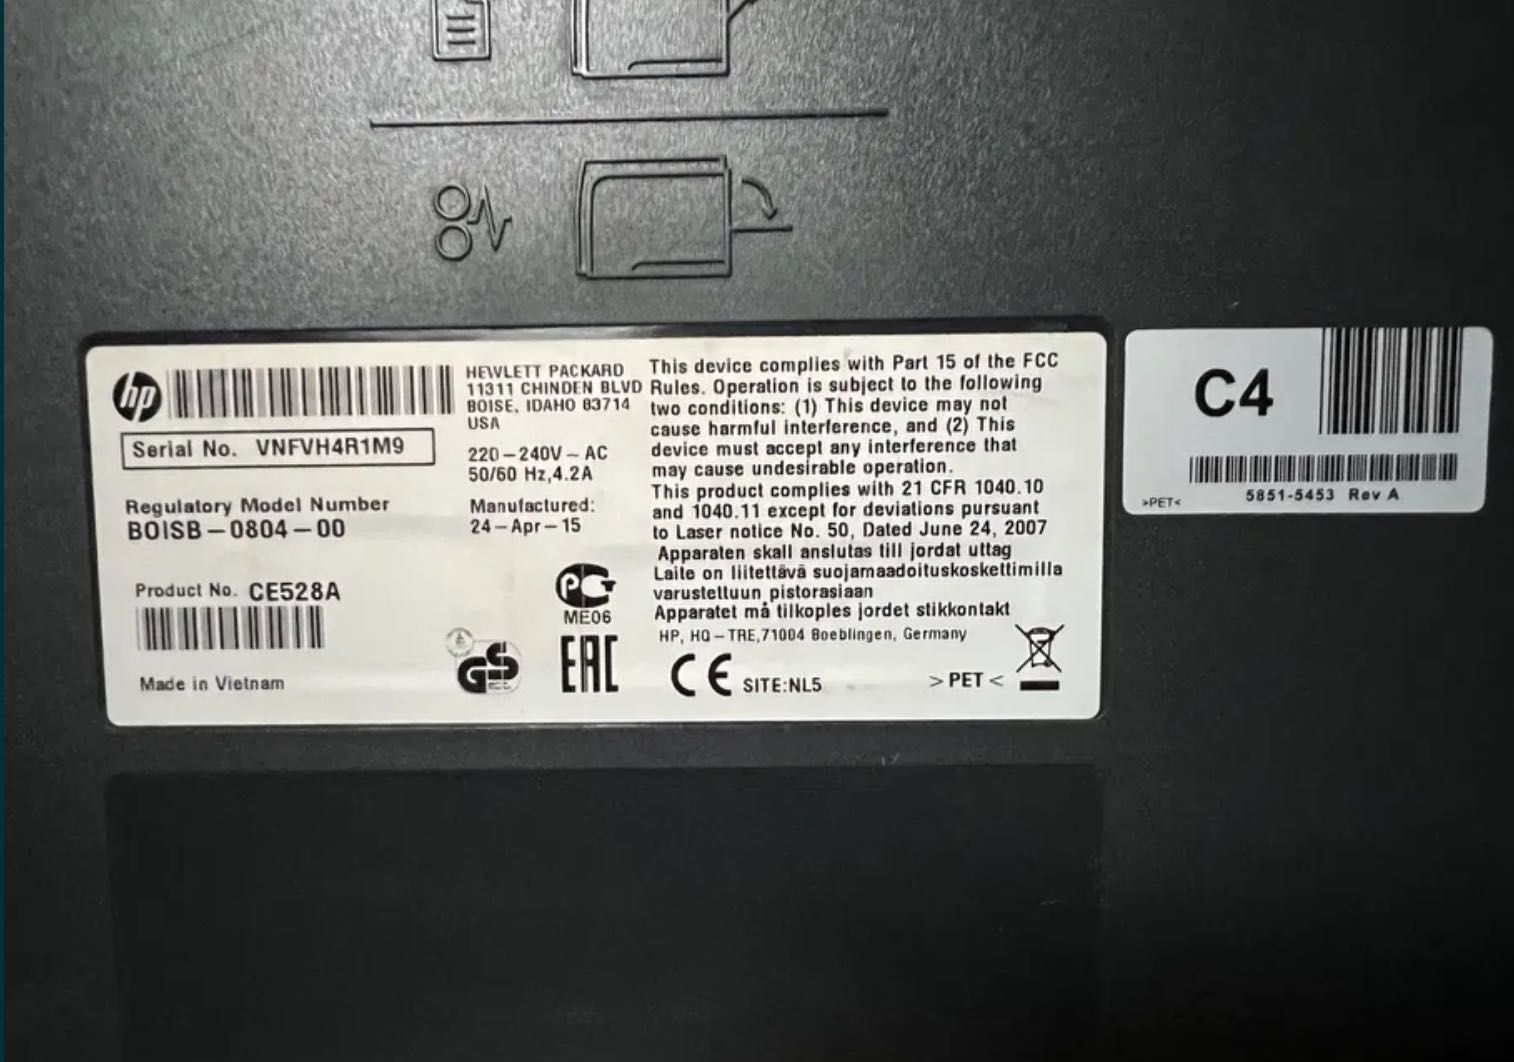 hp
Serial No. VNFVH4R1M9
Regulatory Model Number
BOISB-0804-00
Product No. CE528A
Made in Vietnam
HEWLETT PACKARD
11311 CHINDEN BLVD
BOISE, IDAHO 83714
USA
220-240V~AC
50/60 Hz,4.2A
Manufactured:
24-Apr-15
PG
ME06
GS
EAC
This device complies with Part 15 of the FCC
Rules. Operation is subject to the following
two conditions: (1) This device may not
cause harmful interference, and (2) This
device must accept any interference that
may cause undesirable operation.
This product complies with 21 CFR 1040.10
and 1040.11 except for deviations pursuant
to Laser notice No. 50, Dated June 24, 2007
Apparaten skall anslutas till jordat uttag
Laite on liitettävä suojamaadoituskoskettimilla
varustettuun pistorasiaan
Apparatet må tilkoples jordet stikkontakt
HP, HQ-TRE,71004 Boeblingen, Germany
CE SITE:NL5
>PET<
C4
5851-5453 Rev A
>PET<